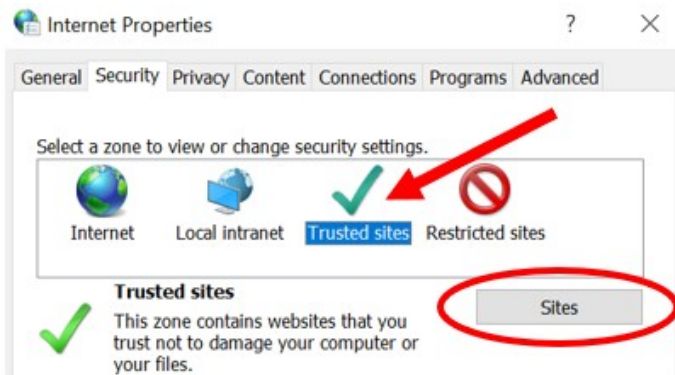 Internet Properties
?
General Security Privacy Content Connections Programs Advanced
Select a zone to view or change security settings.
Internet Local intranet Trusted sites Restricted sites
Trusted sites
Sites
This zone contains websites that you
trust not to damage your computer or
your files.